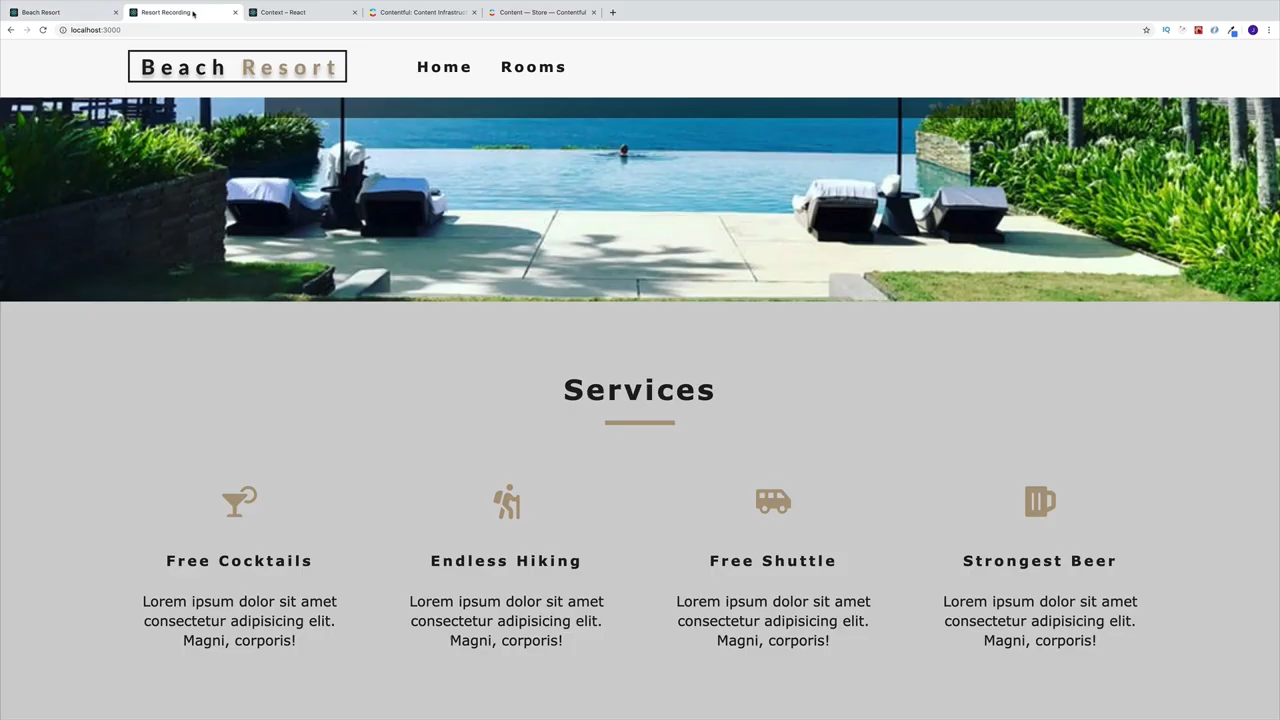 Beach Resort
Resort Recording
Context – React
Contentful: Content Infrastruc
Content — Store — Contentful
localhost:3000
IQ
J
Beach Resort
Home
Rooms
Services
Free Cocktails
Lorem ipsum dolor sit amet
consectetur adipisicing elit.
Magni, corporis!
Endless Hiking
Lorem ipsum dolor sit amet
consectetur adipisicing elit.
Magni, corporis!
Free Shuttle
Lorem ipsum dolor sit amet
consectetur adipisicing elit.
Magni, corporis!
Strongest Beer
Lorem ipsum dolor sit amet
consectetur adipisicing elit.
Magni, corporis!